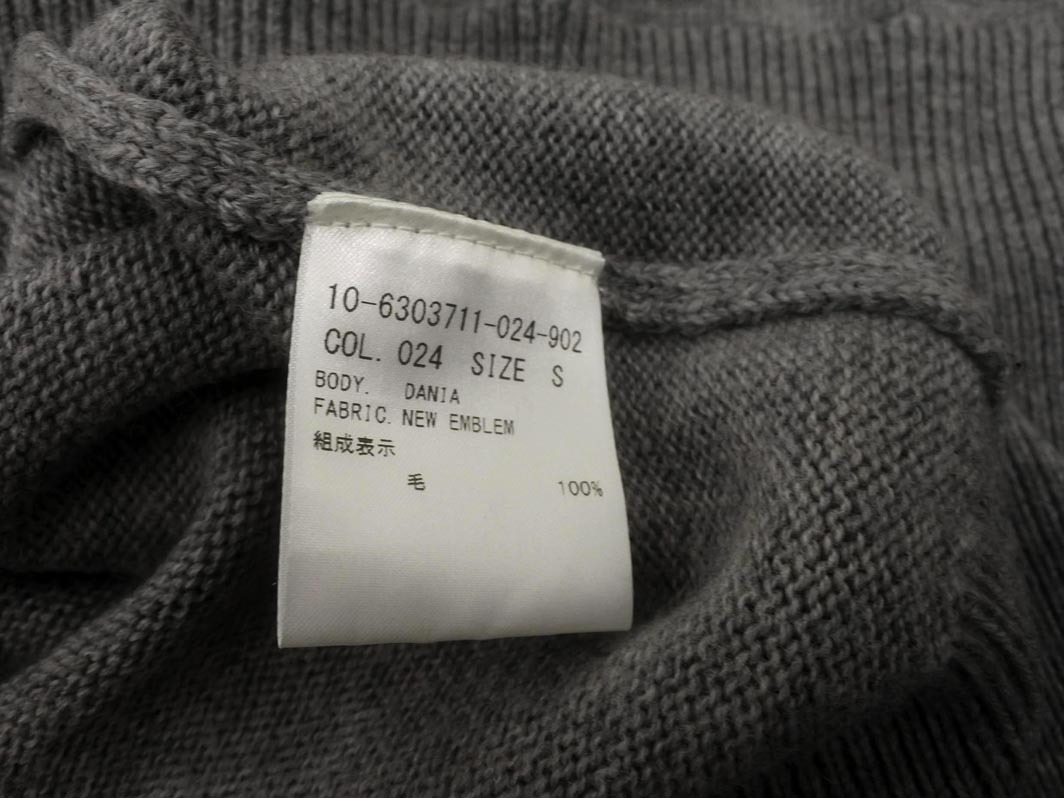 10-6303711-024-902
COL. 024 SIZE S
BODY. DANIA
FABRIC. NEW EMBLEM
組成表示
毛 100%